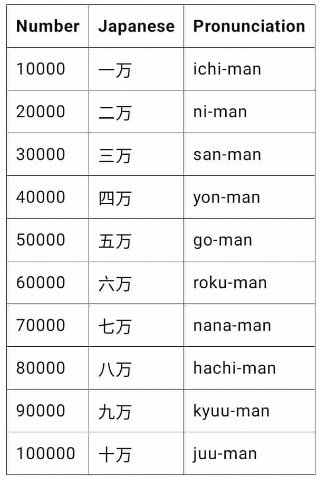 Number Japanese Pronunciation
10000 一万 ichi-man
20000 二万 ni-man
30000 三万 san-man
40000 四万 yon-man
50000 五万 go-man
60000 六万 roku-man
70000 七万 nana-man
80000 八万 hachi-man
90000 九万 kyuu-man
100000 十万 juu-man